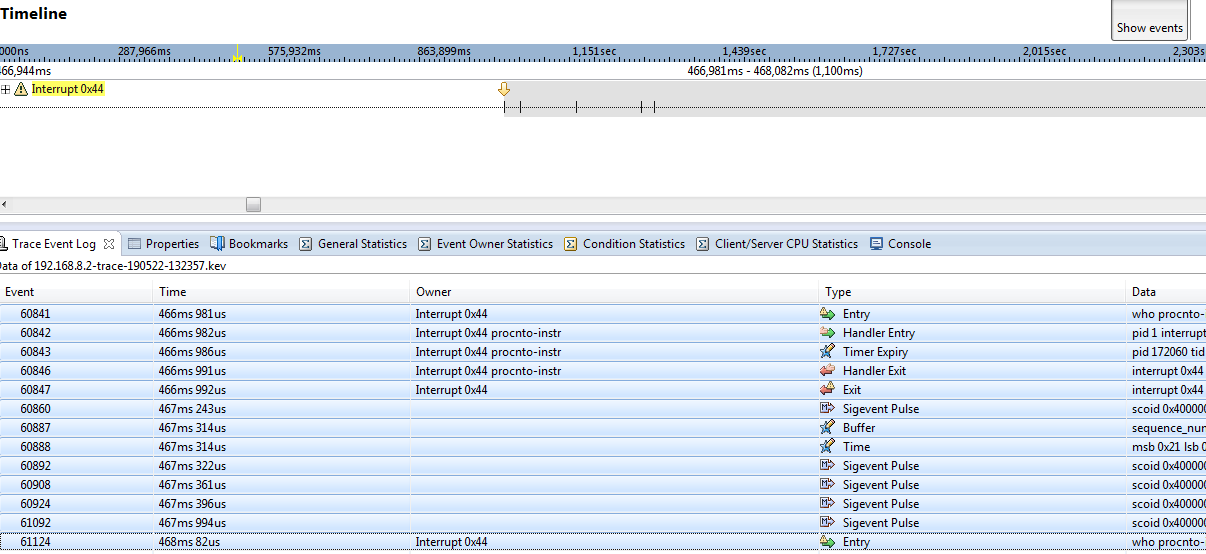 Timeline
Show events
000ns 287,966ms 575,932ms 863,899ms 1,151sec 1,439sec 1,727sec 2,015sec 2,303s
466,944ms 466,981ms - 468,082ms (1,100ms)
Interrupt 0x44
Trace Event Log Properties Bookmarks General Statistics Event Owner Statistics Condition Statistics Client/Server CPU Statistics Console
Data of 192.168.8.2-trace-190522-132357.kev
Event Time Owner Type Data
60841 466ms 981us Interrupt 0x44 Entry who procnto-
60842 466ms 982us Interrupt 0x44 procnto-instr Handler Entry pid 1 interrupt
60843 466ms 986us Interrupt 0x44 procnto-instr Timer Expiry pid 172060 tid
60846 466ms 991us Interrupt 0x44 procnto-instr Handler Exit interrupt 0x44
60847 466ms 992us Interrupt 0x44 Exit interrupt 0x44
60860 467ms 243us Sigevent Pulse scoid 0x400000
60887 467ms 314us Buffer sequence_num
60888 467ms 314us Time msb 0x21 lsb 0
60892 467ms 322us Sigevent Pulse scoid 0x400000
60908 467ms 361us Sigevent Pulse scoid 0x400000
60924 467ms 396us Sigevent Pulse scoid 0x400000
61092 467ms 994us Sigevent Pulse scoid 0x400000
61124 468ms 82us Interrupt 0x44 Entry who procnto-